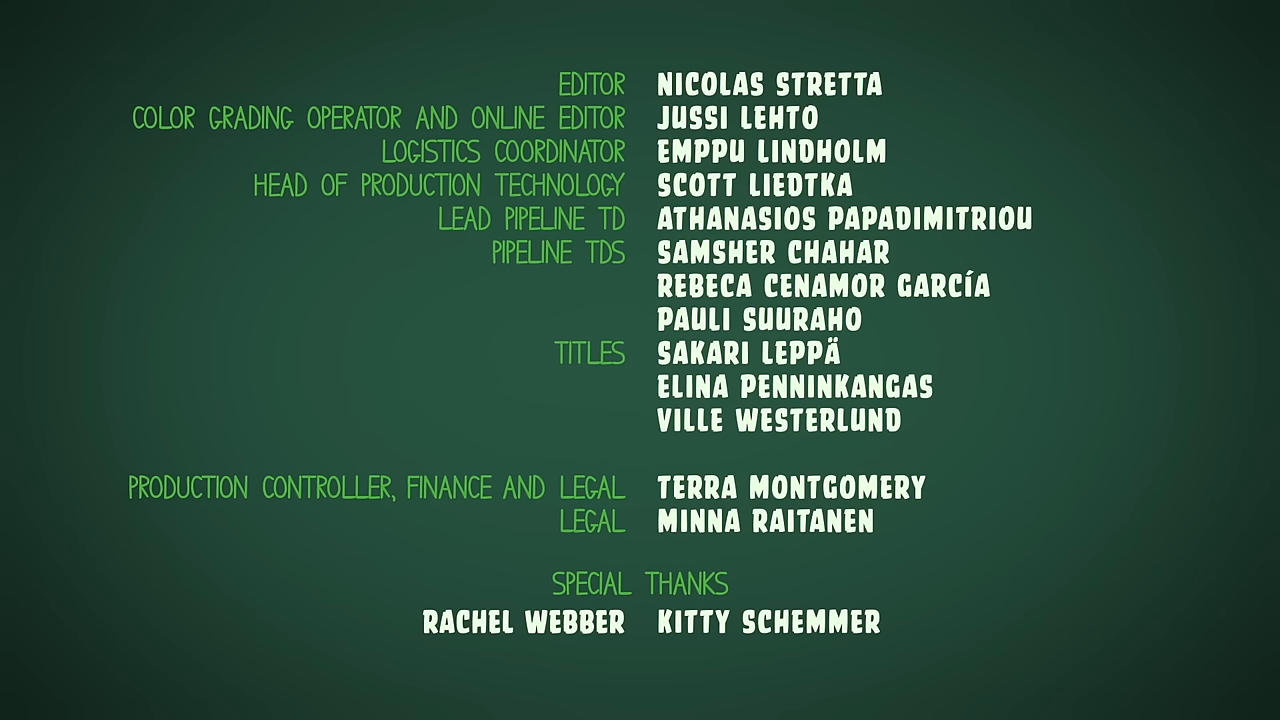 EDITOR NICOLAS STRETTA
COLOR GRADING OPERATOR AND ONLINE EDITOR JUSSI LEHTO
LOGISTICS COORDINATOR EMPPU LINDHOLM
HEAD OF PRODUCTION TECHNOLOGY SCOTT LIEDTKA
LEAD PIPELINE TD ATHANASIOS PAPADIMITRIOU
PIPELINE TDS SAMSHER CHAHAR
REBECA CENAMOR GARCÍA
PAULI SUURAHO
TITLES SAKARI LEPPÄ
ELINA PENNINKANGAS
VILLE WESTERLUND
PRODUCTION CONTROLLER, FINANCE AND LEGAL TERRA MONTGOMERY
LEGAL MINNA RAITANEN
SPECIAL THANKS
RACHEL WEBBER KITTY SCHEMMER